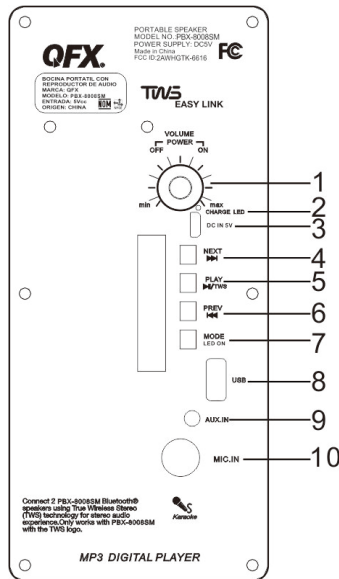 PORTABLE SPEAKER
MODEL NO.:PBX-8008SM
POWER SUPPLY: DC5V
Made in China
FCC ID:2AWHGTK-6616
FC
QFX.
BOCINA PORTATIL CON
REPRODUCTOR DE AUDIO
MARCA: QFX
MODELO: PBX-8008SM
ENTRADA: 5Vcc
ORIGEN: CHINA
NOM
TWS
EASY LINK
VOLUME
POWER
OFF
ON
min
max
1
CHARGE LED
2
DC IN 5V
3
NEXT
4
PLAY
/TWS
5
PREV
6
MODE
LED ON
7
USB
8
AUX.IN
9
MIC.IN
10
Connect 2 PBX-8008SM Bluetooth®
speakers using True Wireless Stereo
(TWS) technology for stereo audio
experience.Only works with PBX-8008SM
with the TWS logo.
Karaoke
MP3 DIGITAL PLAYER